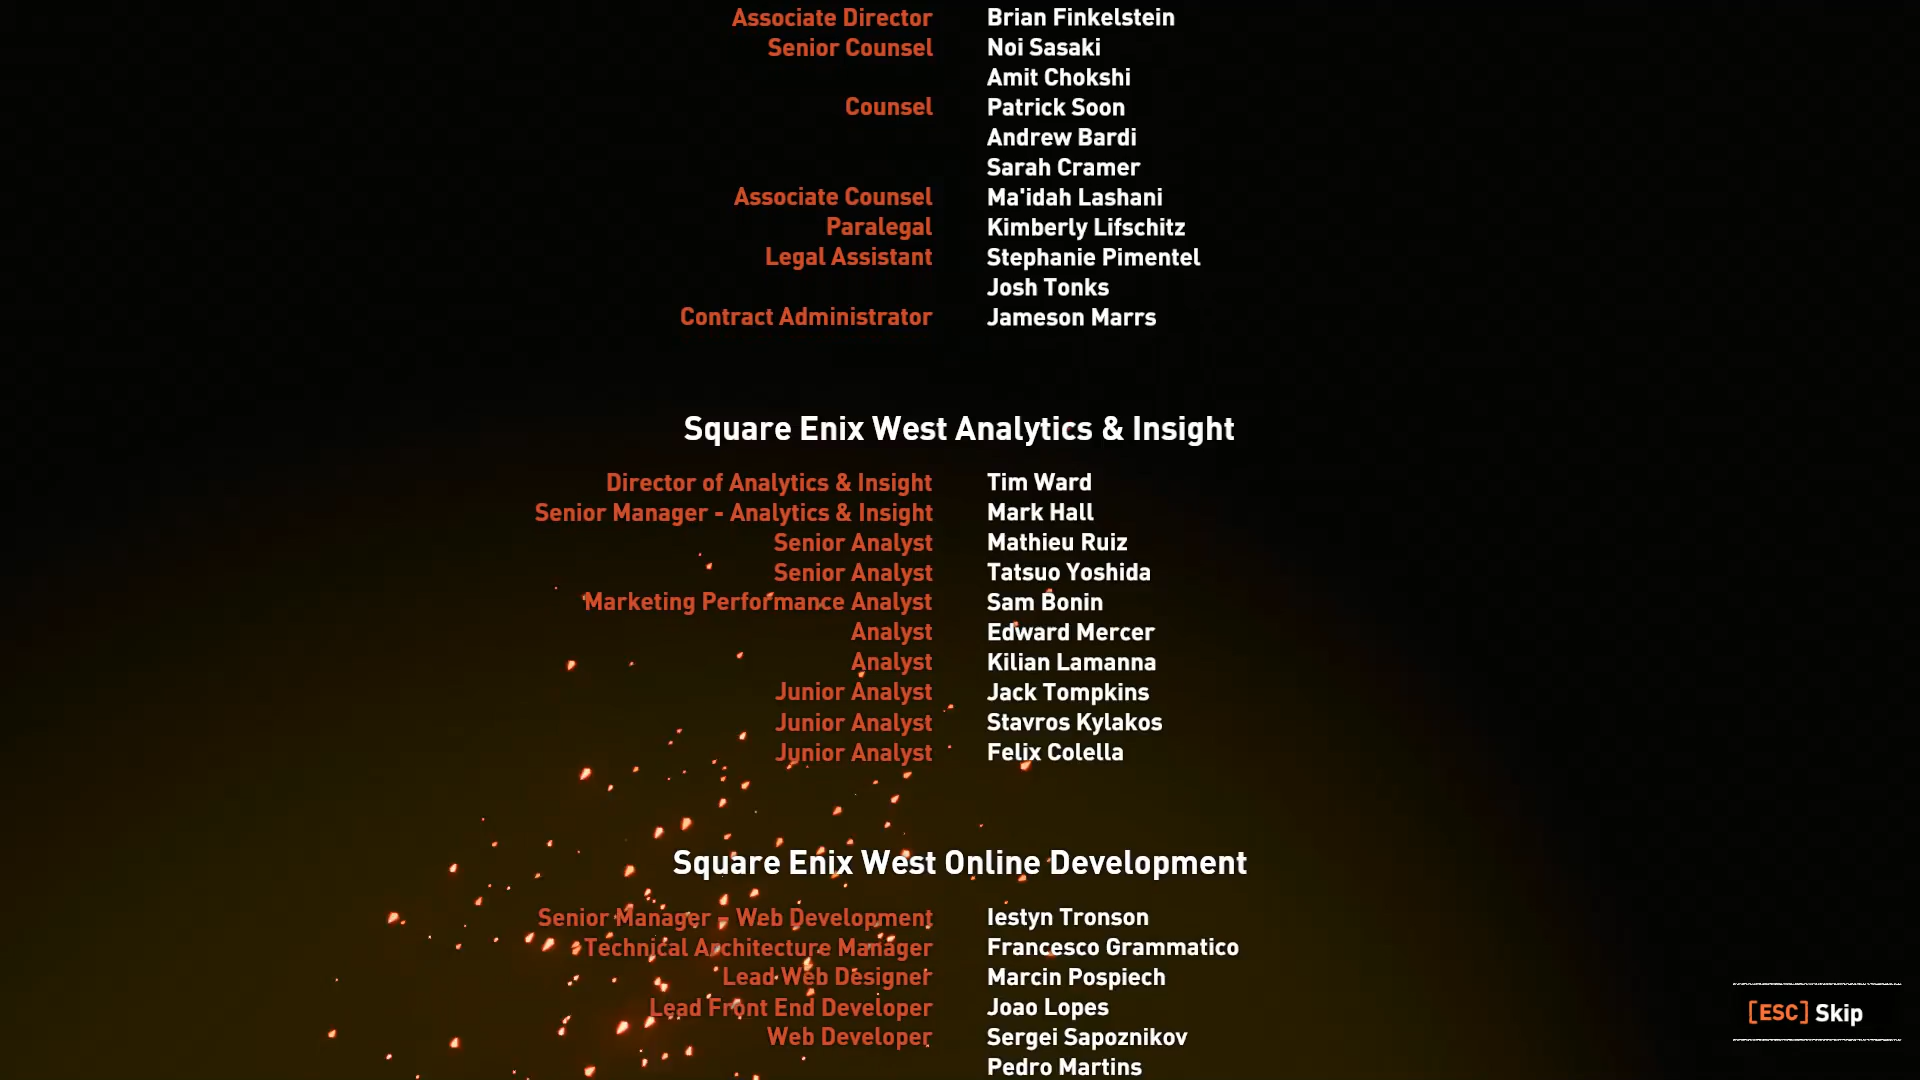 Associate Director Brian Finkelstein
Senior Counsel Noi Sasaki
Amit Chokshi
Counsel Patrick Soon
Andrew Bardi
Sarah Cramer
Associate Counsel Ma'idah Lashani
Paralegal Kimberly Lifschitz
Legal Assistant Stephanie Pimentel
Josh Tonks
Contract Administrator Jameson Marrs
Square Enix West Analytics & Insight
Director of Analytics & Insight Tim Ward
Senior Manager - Analytics & Insight Mark Hall
Senior Analyst Mathieu Ruiz
Senior Analyst Tatsuo Yoshida
Marketing Performance Analyst Sam Bonin
Analyst Edward Mercer
Analyst Kilian Lamanna
Junior Analyst Jack Tompkins
Junior Analyst Stavros Kylakos
Junior Analyst Felix Colella
Square Enix West Online Development
Senior Manager - Web Development Iestyn Tronson
Technical Architecture Manager Francesco Grammatico
Lead Web Designer Marcin Pospiech
Lead Front End Developer Joao Lopes
Web Developer Sergei Sapoznikov
Pedro Martins
[ESC] Skip